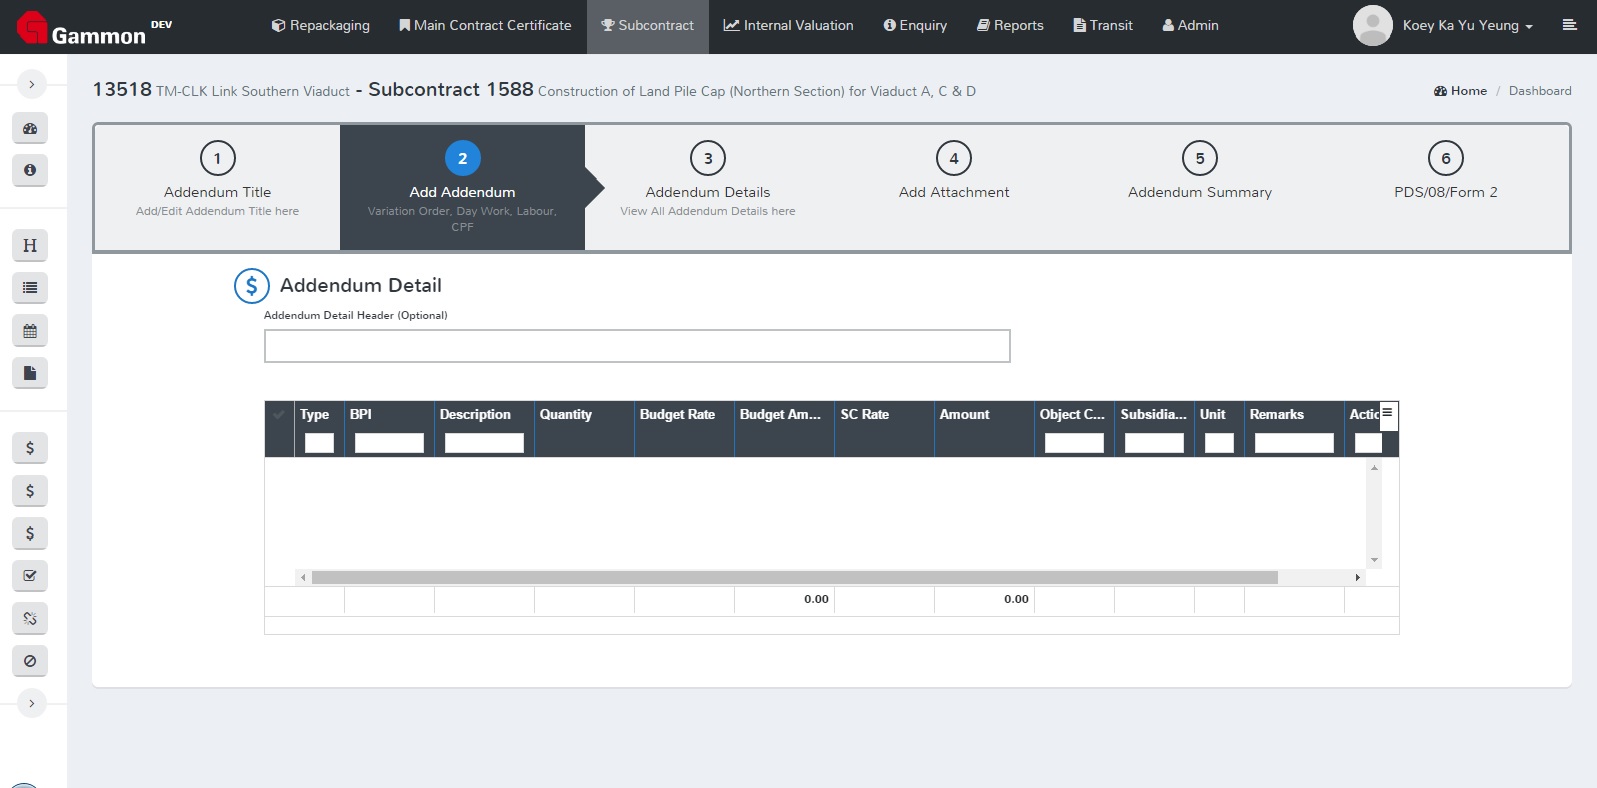 Gammon DEV
Repackaging Main Contract Certificate Subcontract Internal Valuation Enquiry Reports Transit Admin Koey Ka Yu Yeung
13518 TM-CLK Link Southern Viaduct - Subcontract 1588 Construction of Land Pile Cap (Northern Section) for Viaduct A, C & D
Home / Dashboard
1
Addendum Title
Add/Edit Addendum Title here
2
Add Addendum
Variation Order, Day Work, Labour,
CPF
3
Addendum Details
View All Addendum Details here
4
Add Attachment
5
Addendum Summary
6
PDS/08/Form 2
H
$
$
$
$ Addendum Detail
Addendum Detail Header (Optional)
Type BPI Description Quantity Budget Rate Budget Am... SC Rate Amount Object C... Subsidia... Unit Remarks Actic
0.00 0.00